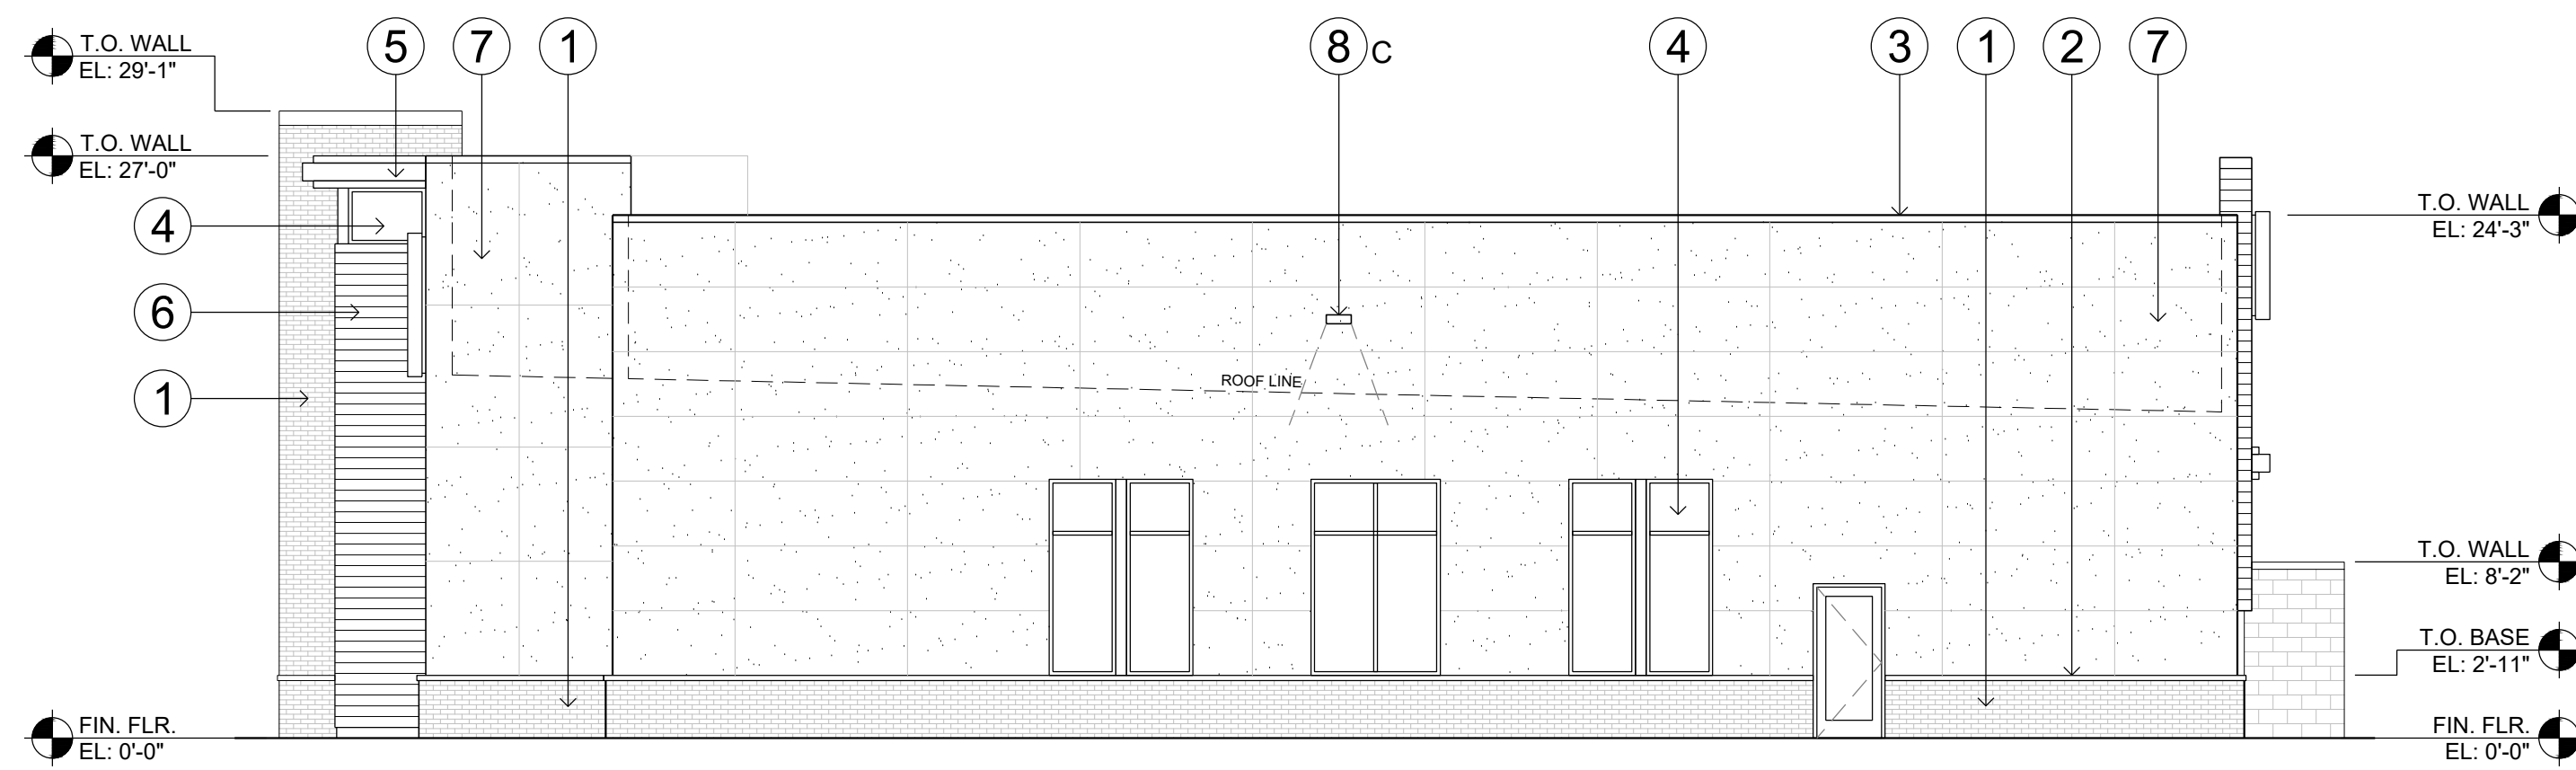 T.O. WALL
EL: 29'-1"
5
7
1
8 C
4
3
1
2
7
T.O. WALL
EL: 27'-0"
4
T.O. WALL
EL: 24'-3"
6
ROOF LINE
1
T.O. WALL
EL: 8'-2"
T.O. BASE
EL: 2'-11"
FIN. FLR.
EL: 0'-0"
FIN. FLR.
EL: 0'-0"